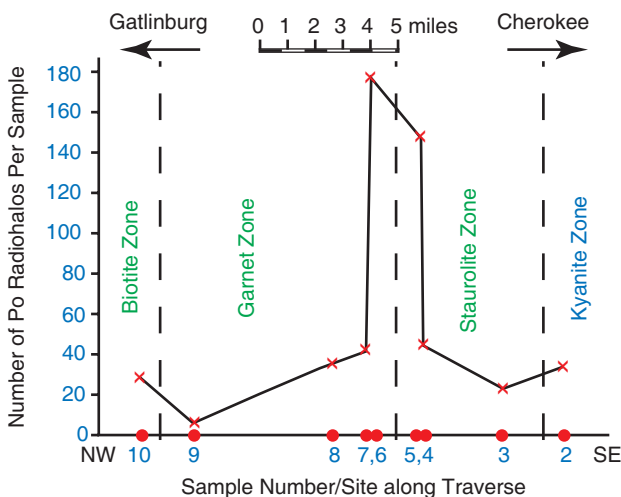 Gatlinburg
0 1 2 3 4 5 miles
Cherokee
Number of Po Radiohalos Per Sample
180
160
140
120
100
80
60
40
20
0
Biotite Zone
Garnet Zone
Staurolite Zone
Kyanite Zone
NW 10 9 8 7,6 5,4 3 2 SE
Sample Number/Site along Traverse